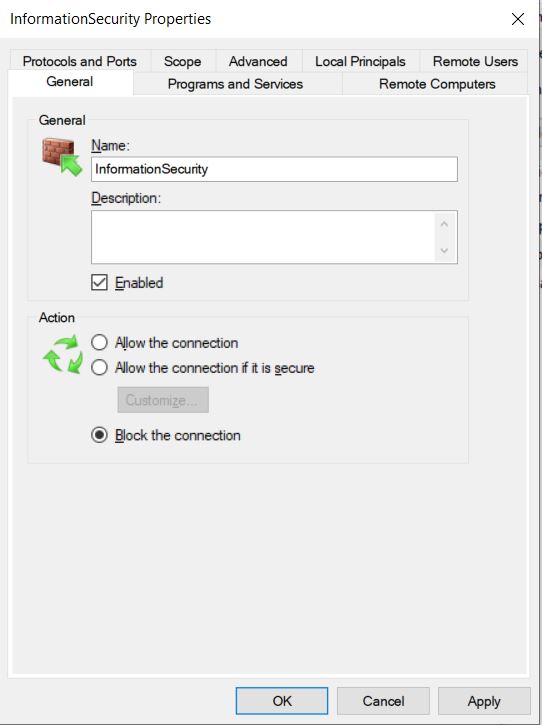 InformationSecurity Properties
Protocols and Ports Scope Advanced Local Principals Remote Users
General Programs and Services Remote Computers
General
Name:
InformationSecurity
Description:
Enabled
Action
Allow the connection
Allow the connection if it is secure
Customize...
Block the connection
OK Cancel Apply